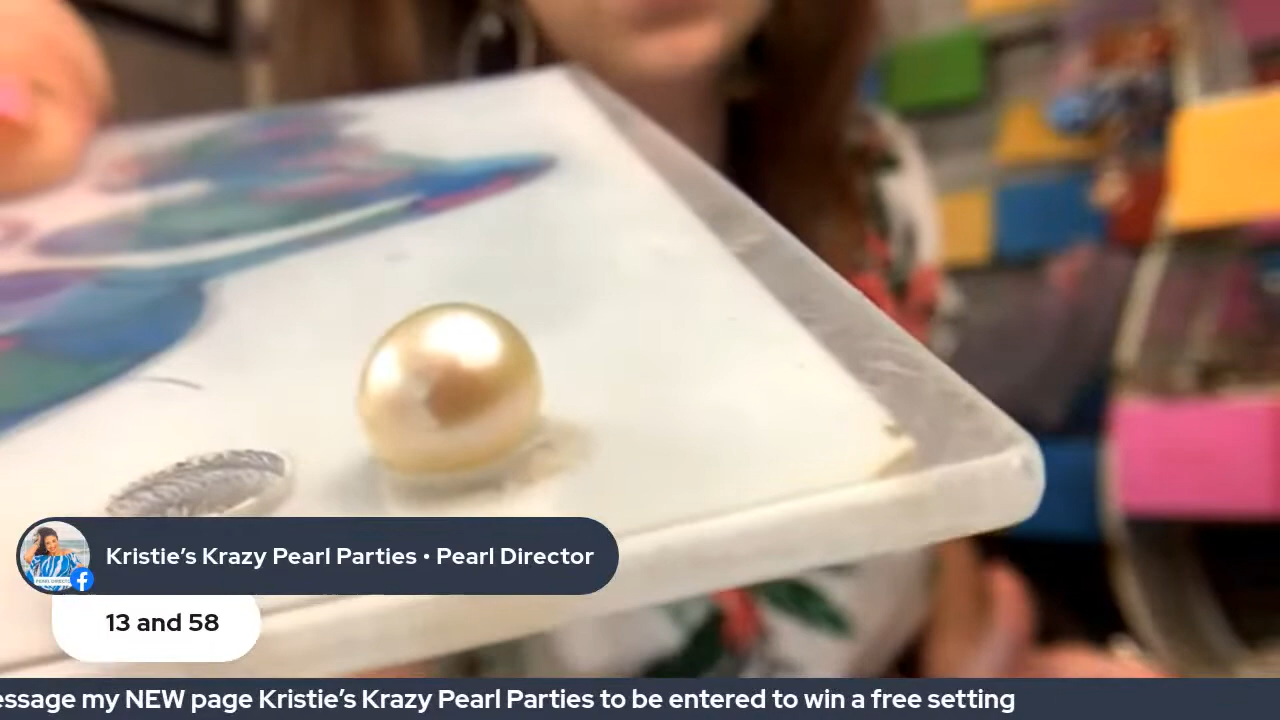 Kristie's Krazy Pearl Parties • Pearl Director
13 and 58
essage my NEW page Kristie's Krazy Pearl Parties to be entered to win a free setting